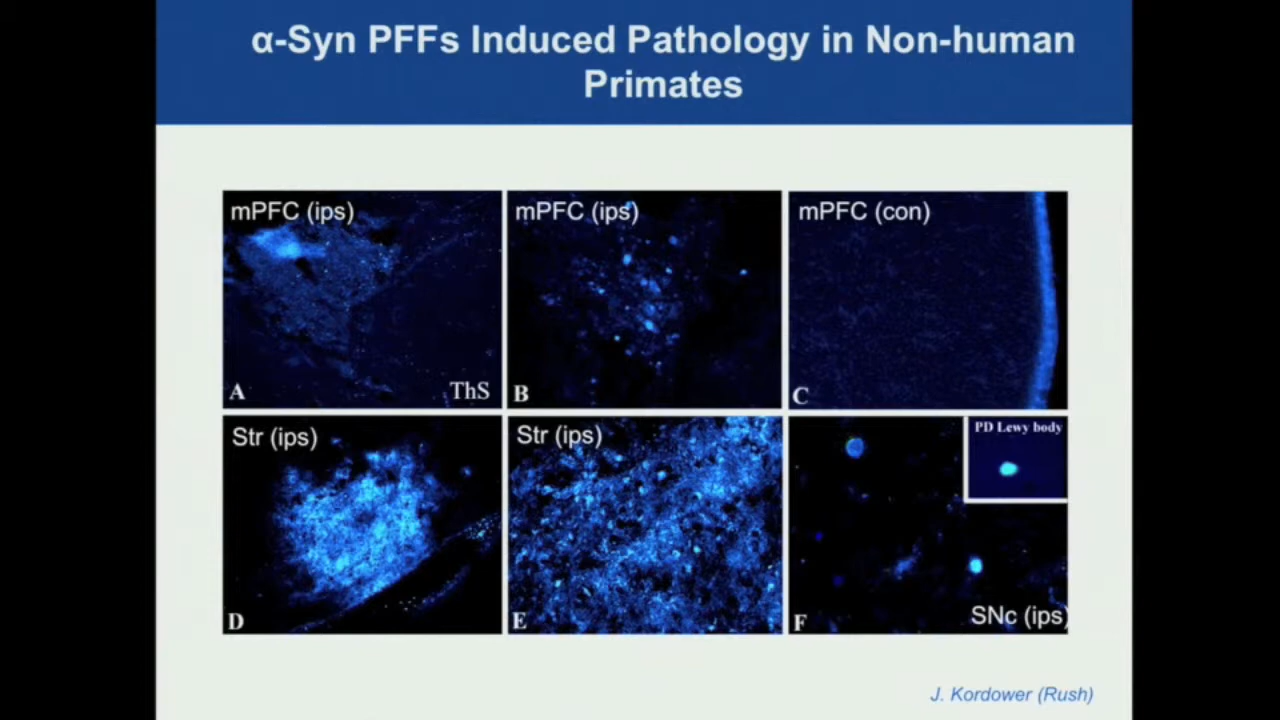 α-Syn PFFs Induced Pathology in Non-human
Primates
mPFC (ips)
A
ThS
mPFC (ips)
B
mPFC (con)
C
Str (ips)
D
Str (ips)
E
PD Lewy body
F
SNc (ips)
J. Kordower (Rush)